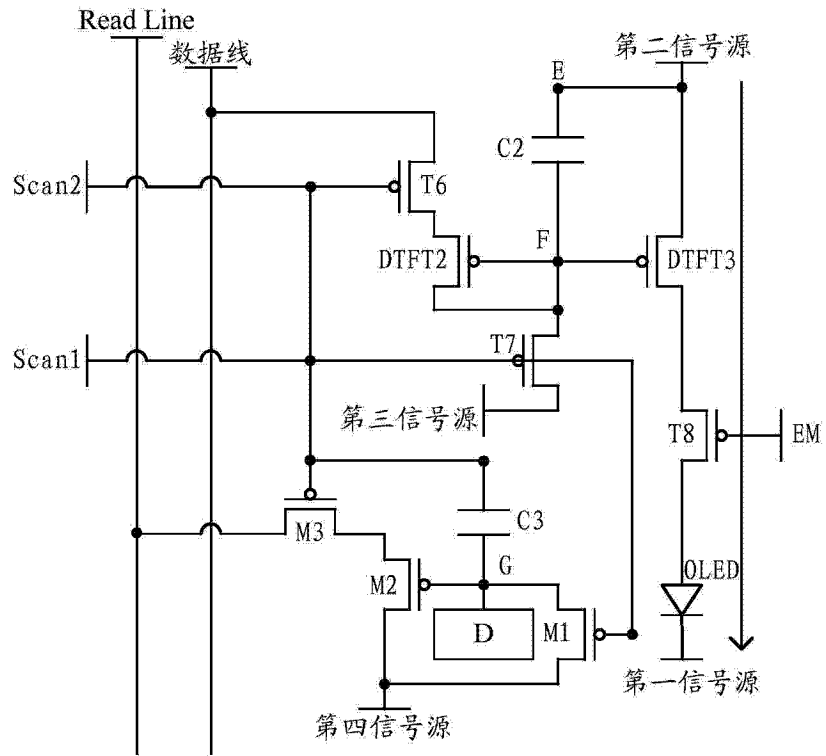 Read Line
数据线
第二信号源
E
C2
Scan2
T6
F
DTFT2
DTFT3
T7
Scan1
第三信号源
T8
EM
C3
M3
G
OLED
M2
D
M1
第一信号源
第四信号源